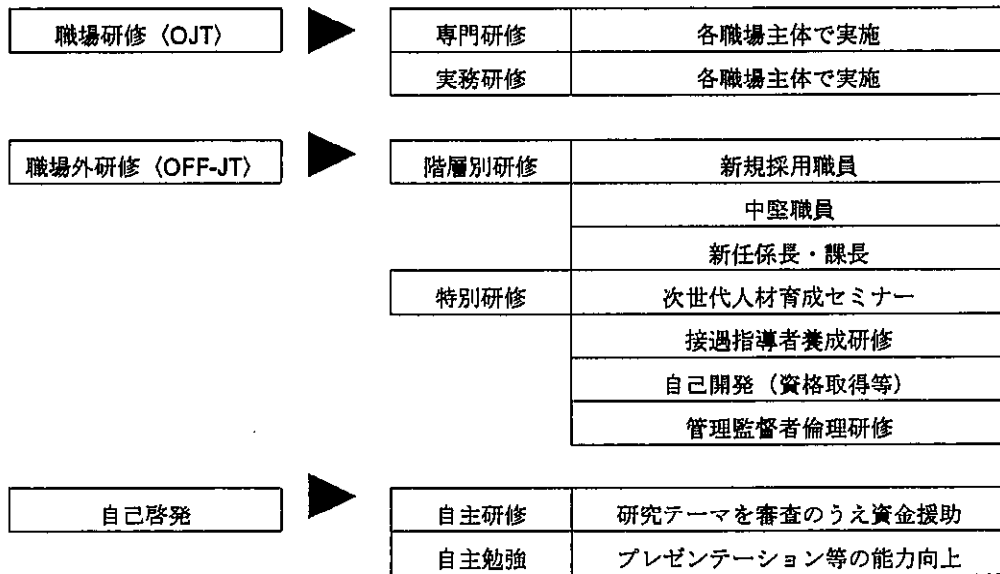 職場研修〈OJT〉 専門研修 各職場主体で実施
実務研修 各職場主体で実施
職場外研修〈OFF-JT〉 階層別研修 新規採用職員
中堅職員
新任係長・課長
特別研修 次世代人材育成セミナー
接遇指導者養成研修
自己開発（資格取得等）
管理監督者倫理研修
自己啓発 自主研修 研究テーマを審査のうえ資金援助
自主勉強 プレゼンテーション等の能力向上